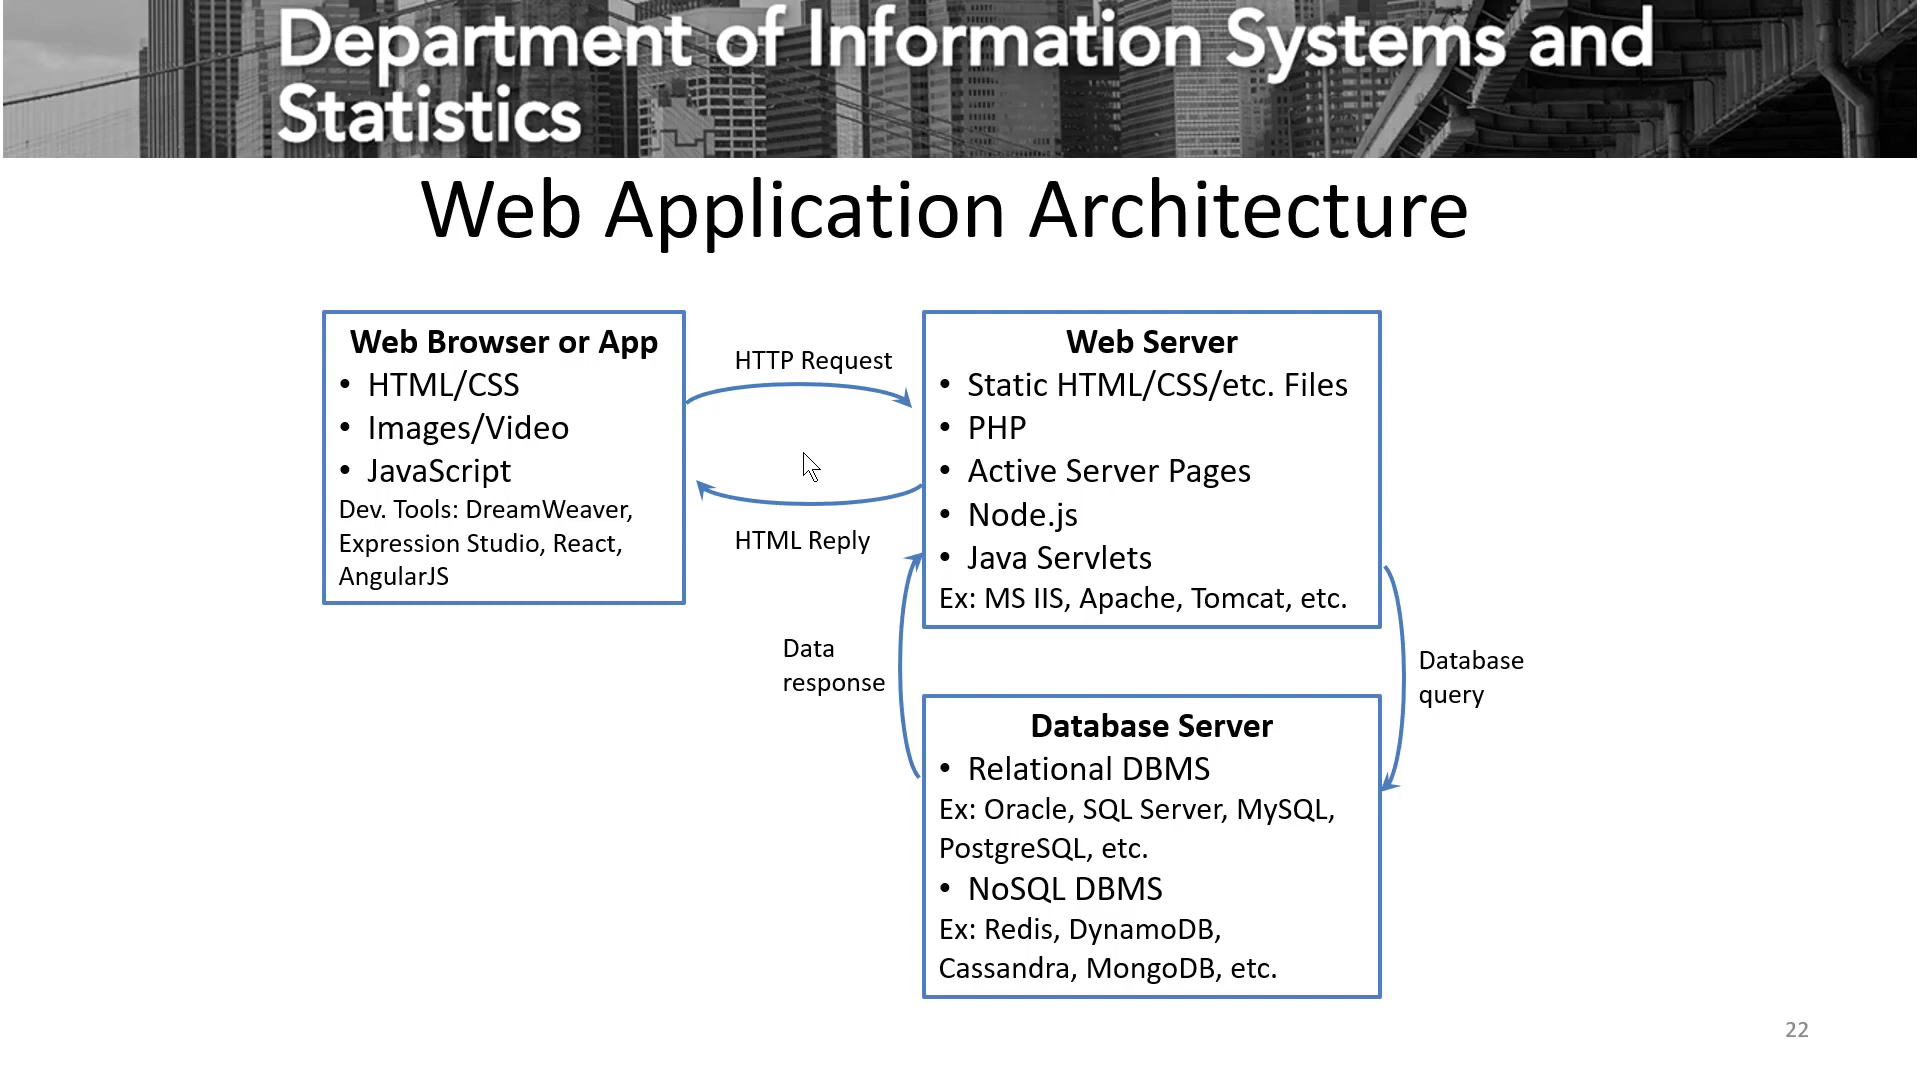 Department of Information Systems and
Statistics
Web Application Architecture
Web Browser or App
• HTML/CSS
• Images/Video
• JavaScript
Dev. Tools: DreamWeaver,
Expression Studio, React,
AngularJS
HTTP Request
HTML Reply
Web Server
• Static HTML/CSS/etc. Files
• PHP
• Active Server Pages
• Node.js
• Java Servlets
Ex: MS IIS, Apache, Tomcat, etc.
Data
response
Database
query
Database Server
• Relational DBMS
Ex: Oracle, SQL Server, MySQL,
PostgreSQL, etc.
• NoSQL DBMS
Ex: Redis, DynamoDB,
Cassandra, MongoDB, etc.
22